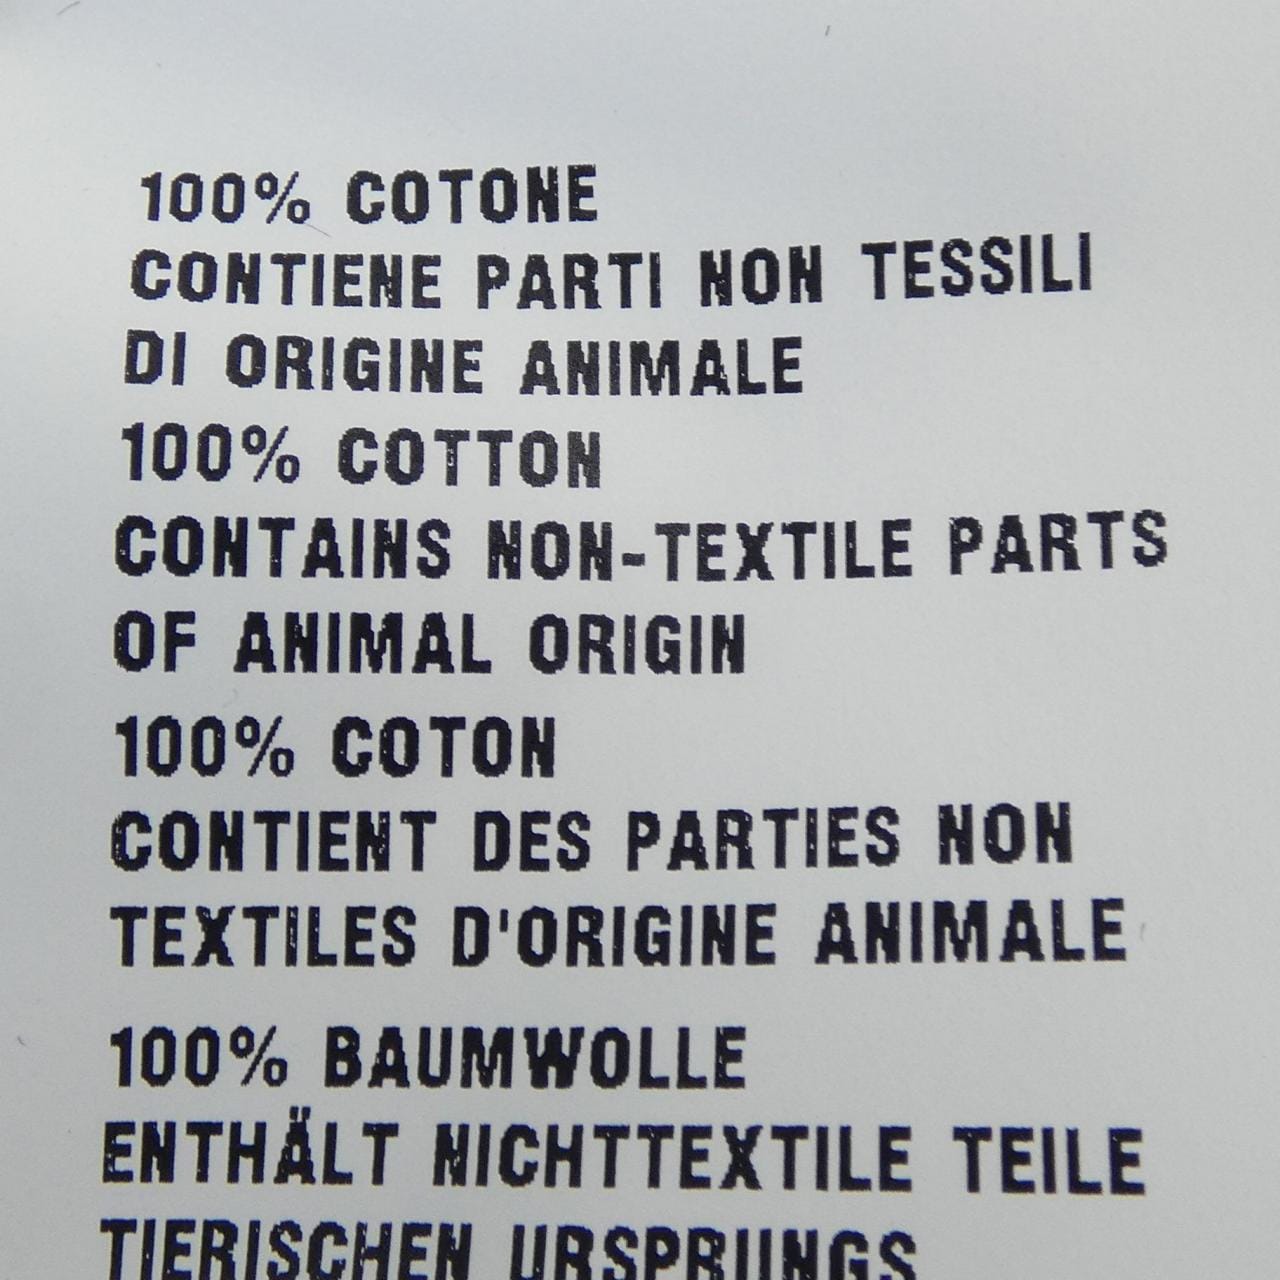 100% COTONE
CONTIENE PARTI NON TESSILI
DI ORIGINE ANIMALE
100% COTTON
CONTAINS NON-TEXTILE PARTS
OF ANIMAL ORIGIN
100% COTON
CONTIENT DES PARTIES NON
TEXTILES D'ORIGINE ANIMALE
100% BAUMWOLLE
ENTHÄLT NICHTTEXTILE TEILE
TIERISCHEN URSPRUNGS